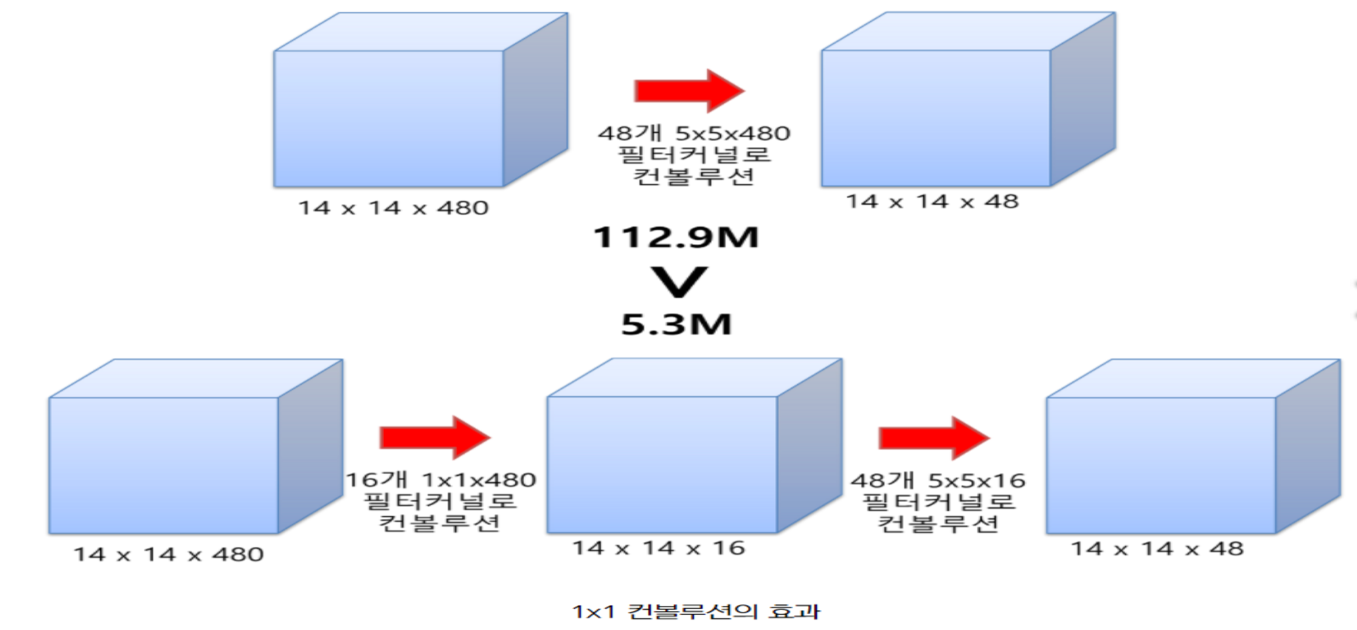 48개 5x5x480
필터커널로
컨볼루션
14 x 14 x 480
14 x 14 x 48
112.9M
V
5.3M
16개 1x1x480
필터커널로
컨볼루션
48개 5x5x16
필터커널로
컨볼루션
14 x 14 x 480
14 x 14 x 16
14 x 14 x 48
1x1 컨볼루션의 효과